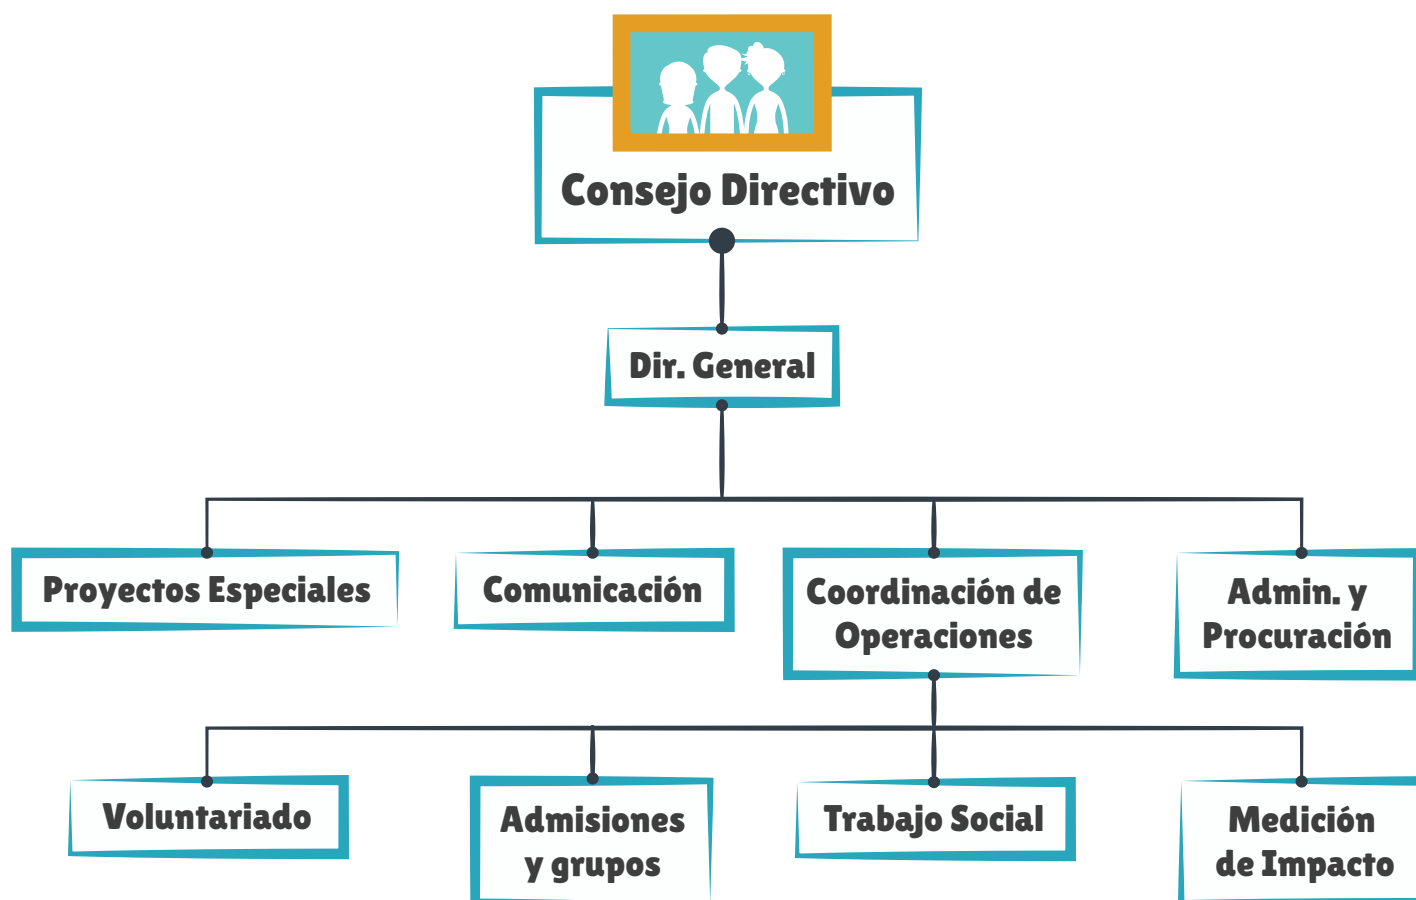 Consejo Directivo
Dir. General
Proyectos Especiales
Comunicación
Coordinación de
Operaciones
Admin. y
Procuración
Voluntariado
Admisiones
y grupos
Trabajo Social
Medición
de Impacto